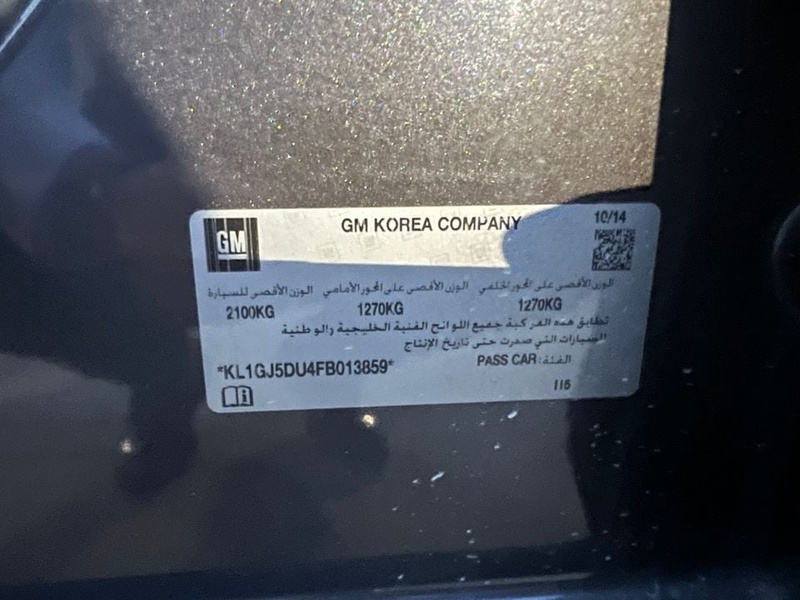 GM
GM KOREA COMPANY
10/14
الوزن الأقصى للسيارة الوزن الأقصى على المحور الأمامي الوزن الأقصى على المحور الخلفي
2100KG 1270KG 1270KG
تطابق هذه المركبة جميع اللوائح الفنية الخليجية والوطنية
للسيارات التي صدرت حتى تاريخ الإنتاج
*KL1GJ5DU4FB013859*
الفئة: PASS CAR
115